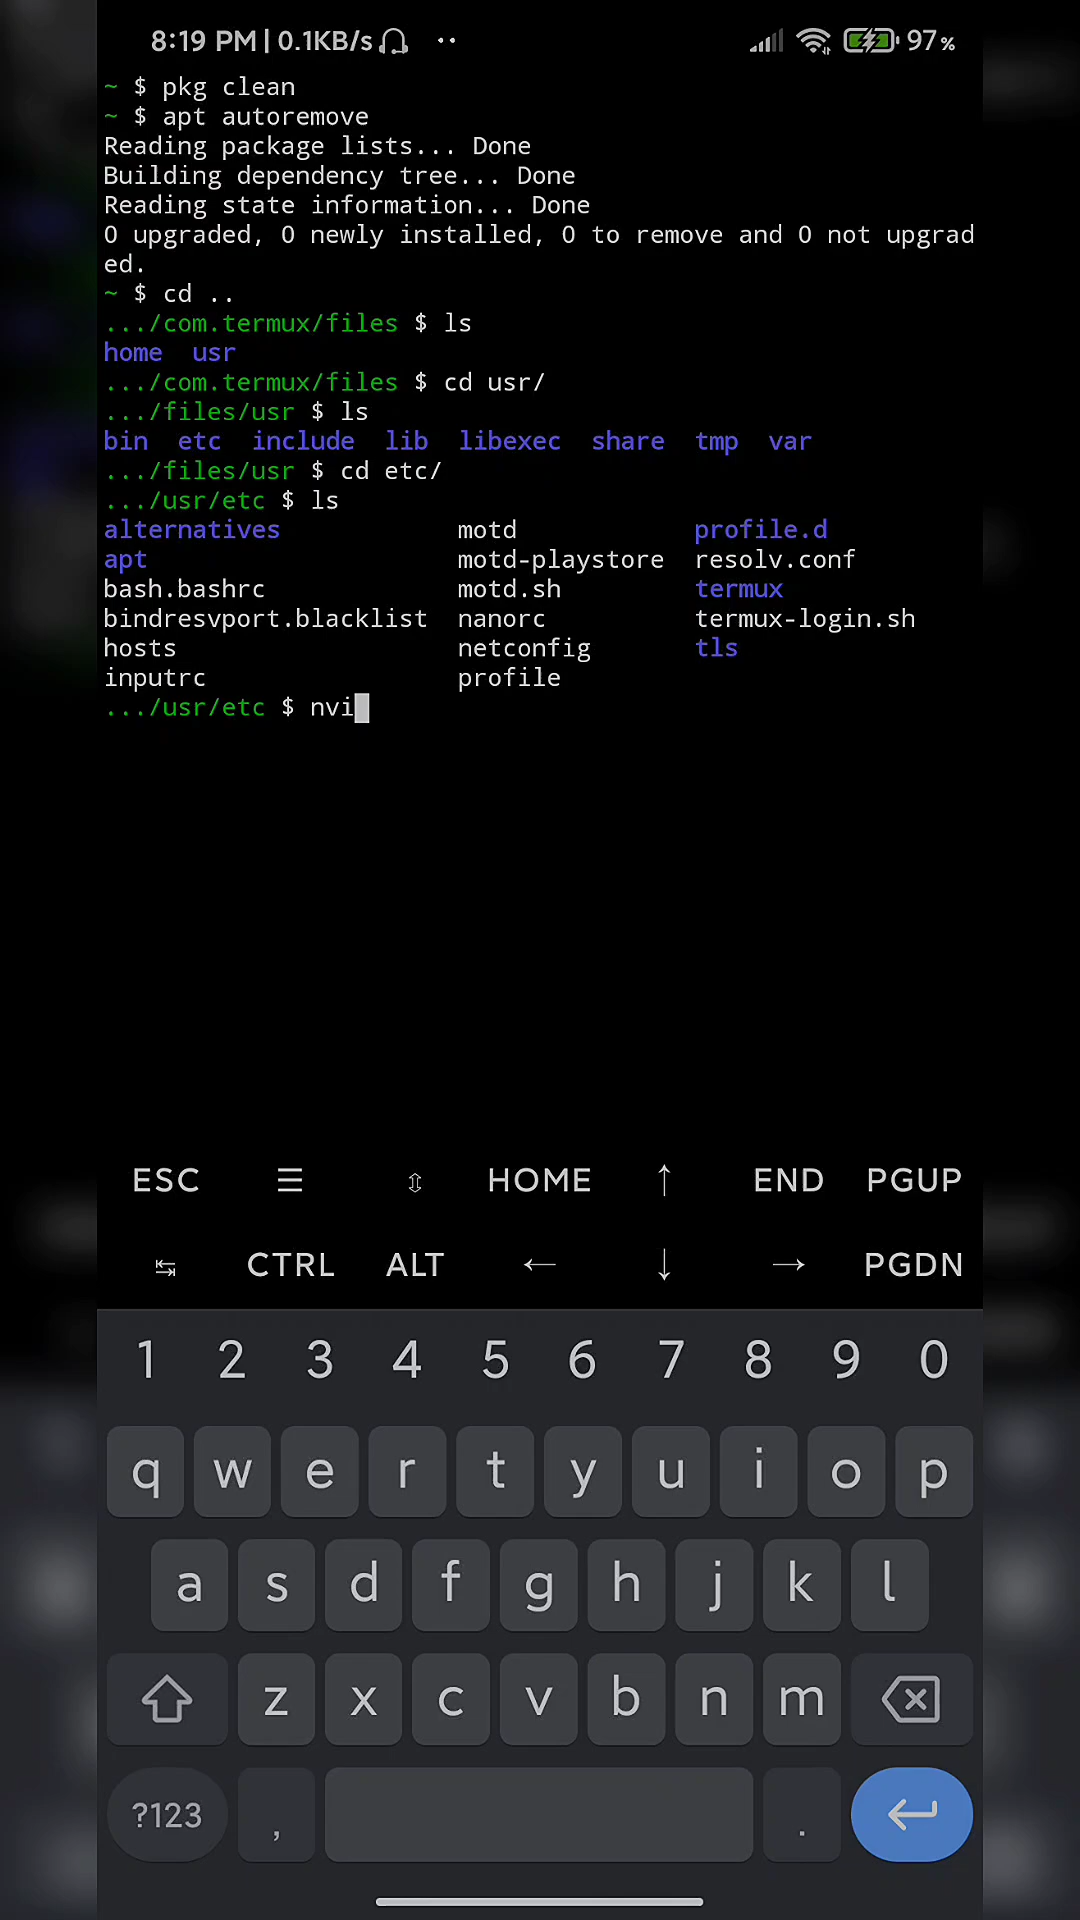 8:19 PM | 0.1KB/s 97%
~ $ pkg clean
~ $ apt autoremove
Reading package lists... Done
Building dependency tree... Done
Reading state information... Done
0 upgraded, 0 newly installed, 0 to remove and 0 not upgrad
ed.
~ $ cd ..
.../com.termux/files $ ls
home usr
.../com.termux/files $ cd usr/
.../files/usr $ ls
bin etc include lib libexec share tmp var
.../files/usr $ cd etc/
.../usr/etc $ ls
alternatives motd profile.d
apt motd-playstore resolv.conf
bash.bashrc motd.sh termux
bindresvport.blacklist nanorc termux-login.sh
hosts netconfig tls
inputrc profile
.../usr/etc $ nvi
ESC ☰ ⇳ HOME ↑ END PGUP
↹ CTRL ALT ← ↓ → PGDN
1 2 3 4 5 6 7 8 9 0
q w e r t y u i o p
a s d f g h j k l
z x c v b n m
?123 , .